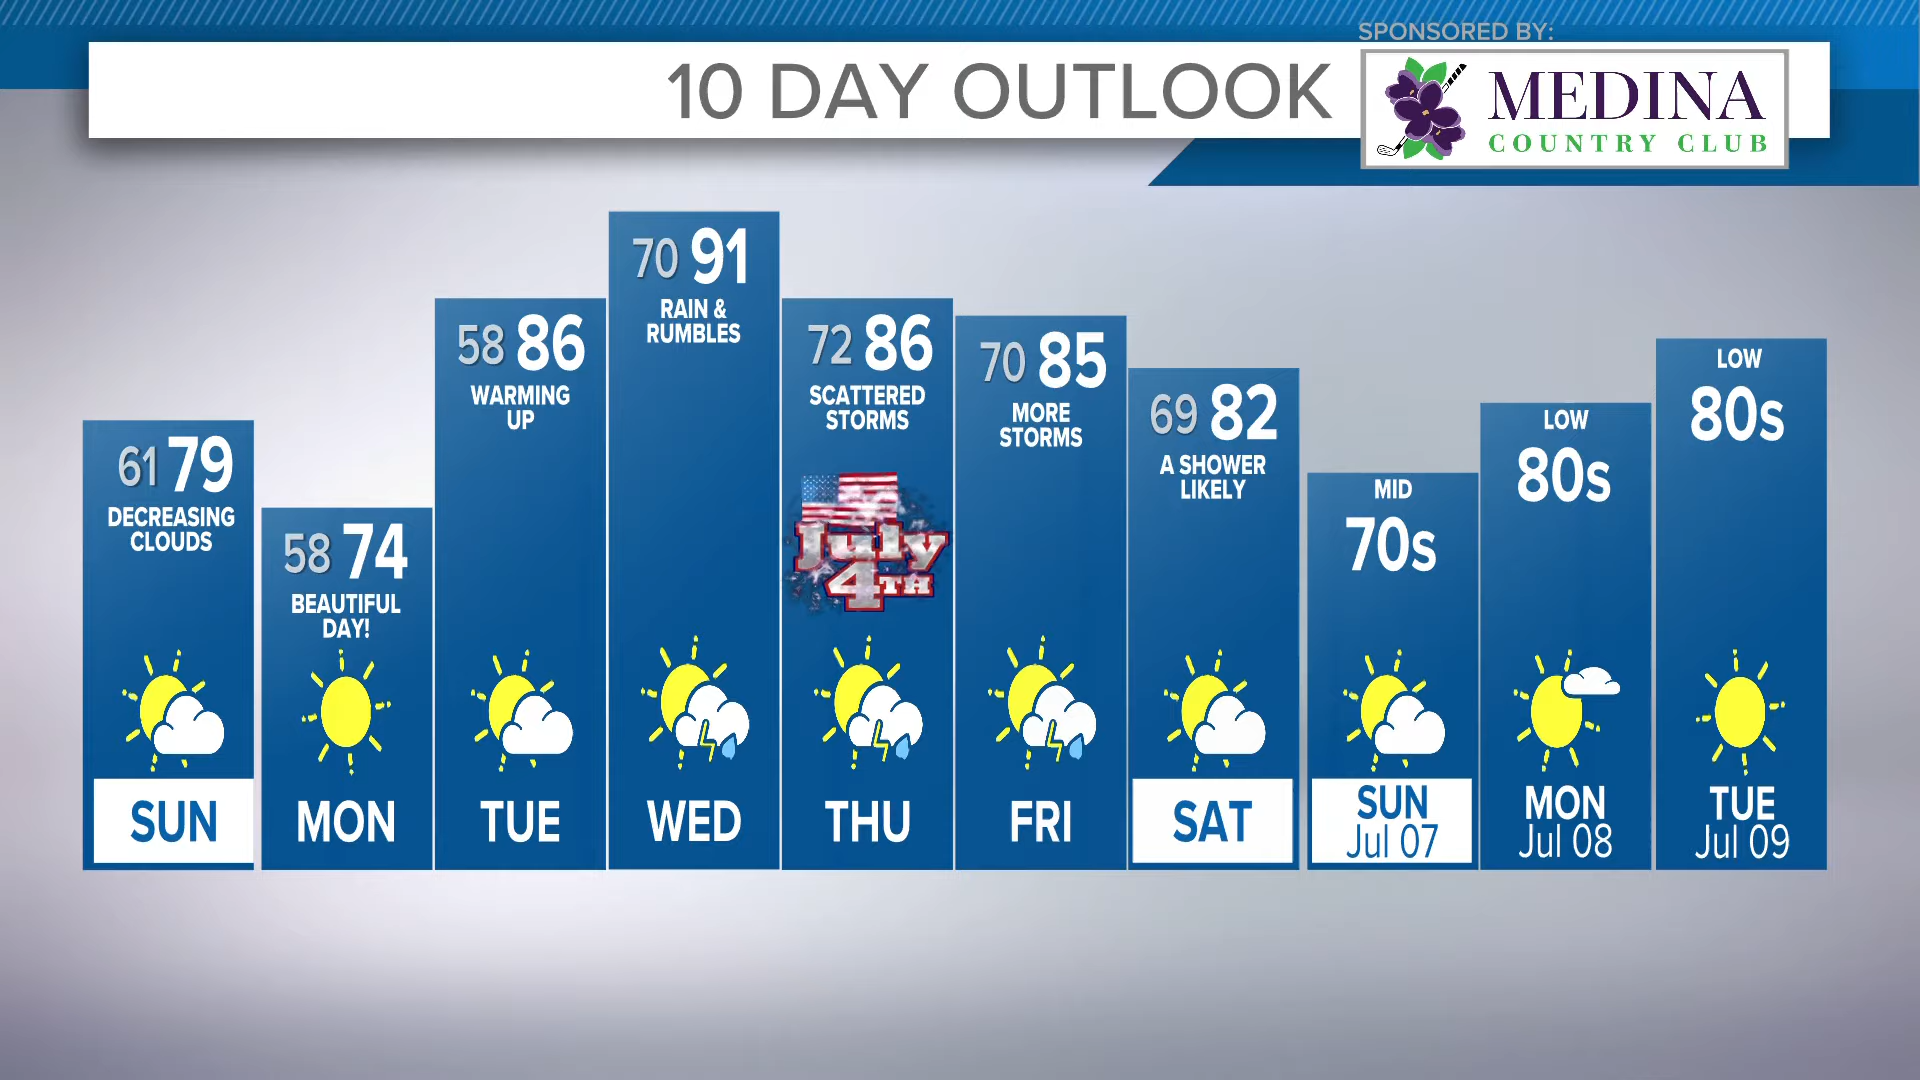 SPONSORED BY:
10 DAY OUTLOOK
MEDINA
COUNTRY CLUB
61 79
DECREASING
CLOUDS
SUN
58 74
BEAUTIFUL
DAY!
MON
58 86
WARMING
UP
TUE
70 91
RAIN &
RUMBLES
WED
72 86
SCATTERED
STORMS
July
4TH
THU
70 85
MORE
STORMS
FRI
69 82
A SHOWER
LIKELY
SAT
MID
70s
SUN
Jul 07
LOW
80s
MON
Jul 08
LOW
80s
TUE
Jul 09